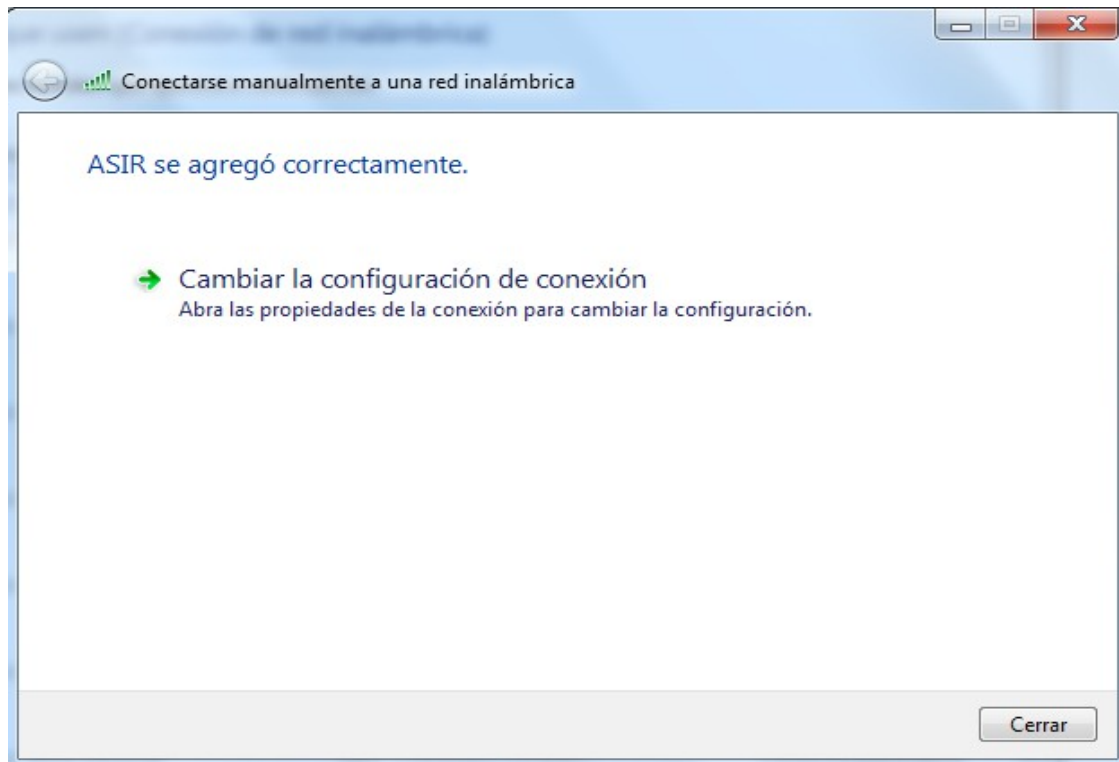 Conectarse manualmente a una red inalámbrica
ASIR se agregó correctamente.
Cambiar la configuración de conexión
Abra las propiedades de la conexión para cambiar la configuración.
Cerrar